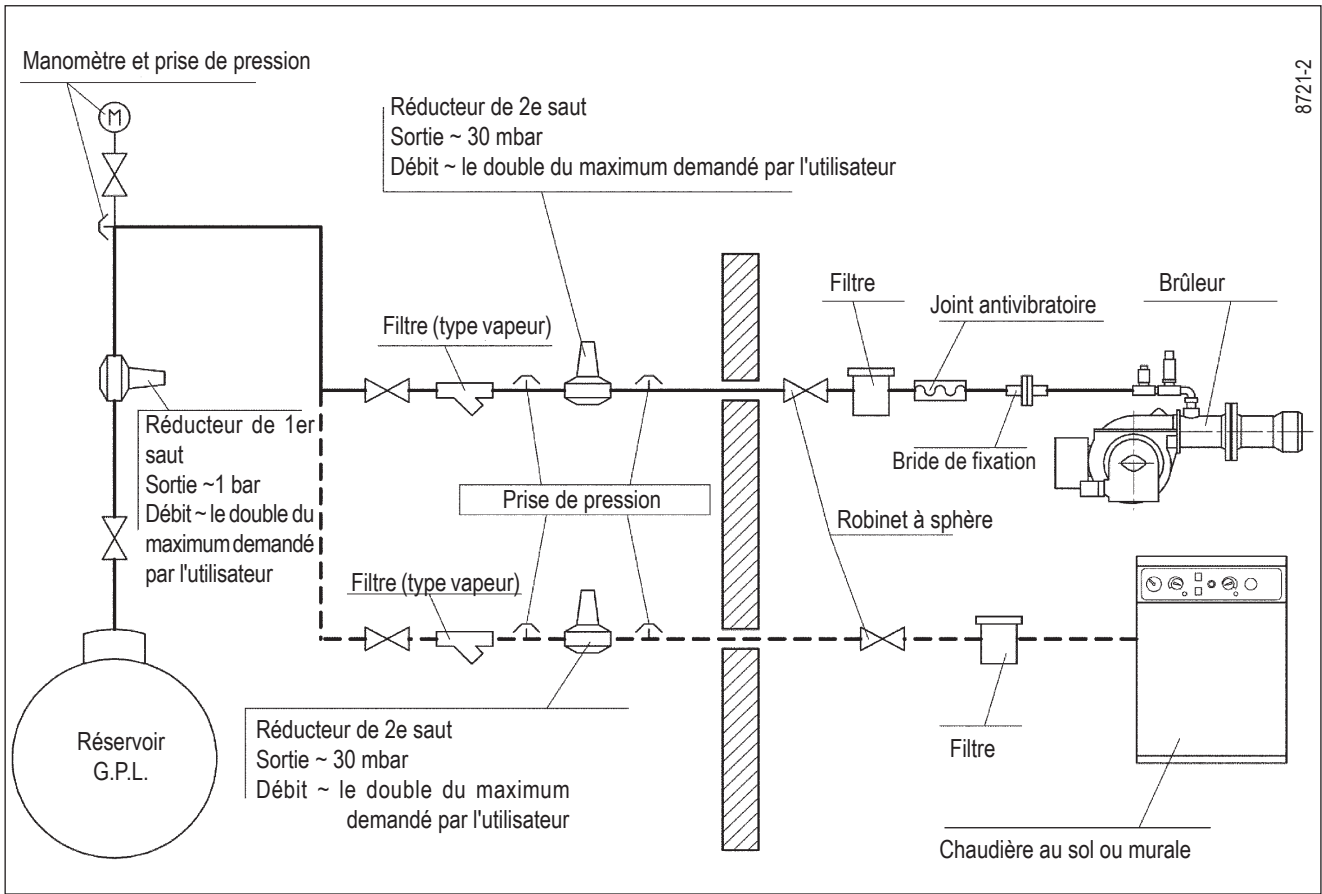 Manomètre et prise de pression
8721-2
M
Réducteur de 2e saut
Sortie ~ 30 mbar
Débit ~ le double du maximum demandé par l'utilisateur
Filtre
Brûleur
Joint antivibratoire
Filtre (type vapeur)
Réducteur de 1er
saut
Sortie ~1 bar
Débit ~ le double du
maximum demandé
par l'utilisateur
Bride de fixation
Prise de pression
Robinet à sphère
Filtre (type vapeur)
Réducteur de 2e saut
Sortie ~ 30 mbar
Débit ~ le double du maximum
demandé par l'utilisateur
Réservoir
G.P.L.
Filtre
Chaudière au sol ou murale